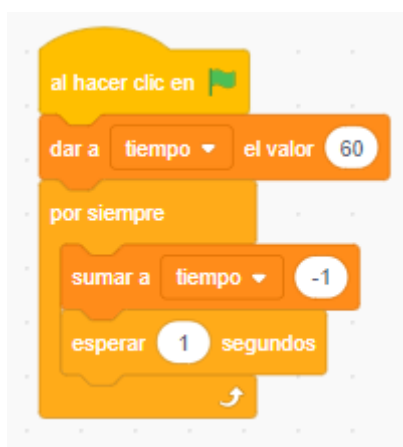 al hacer clic en
dar a tiempo el valor 60
por siempre
sumar a tiempo -1
esperar 1 segundos